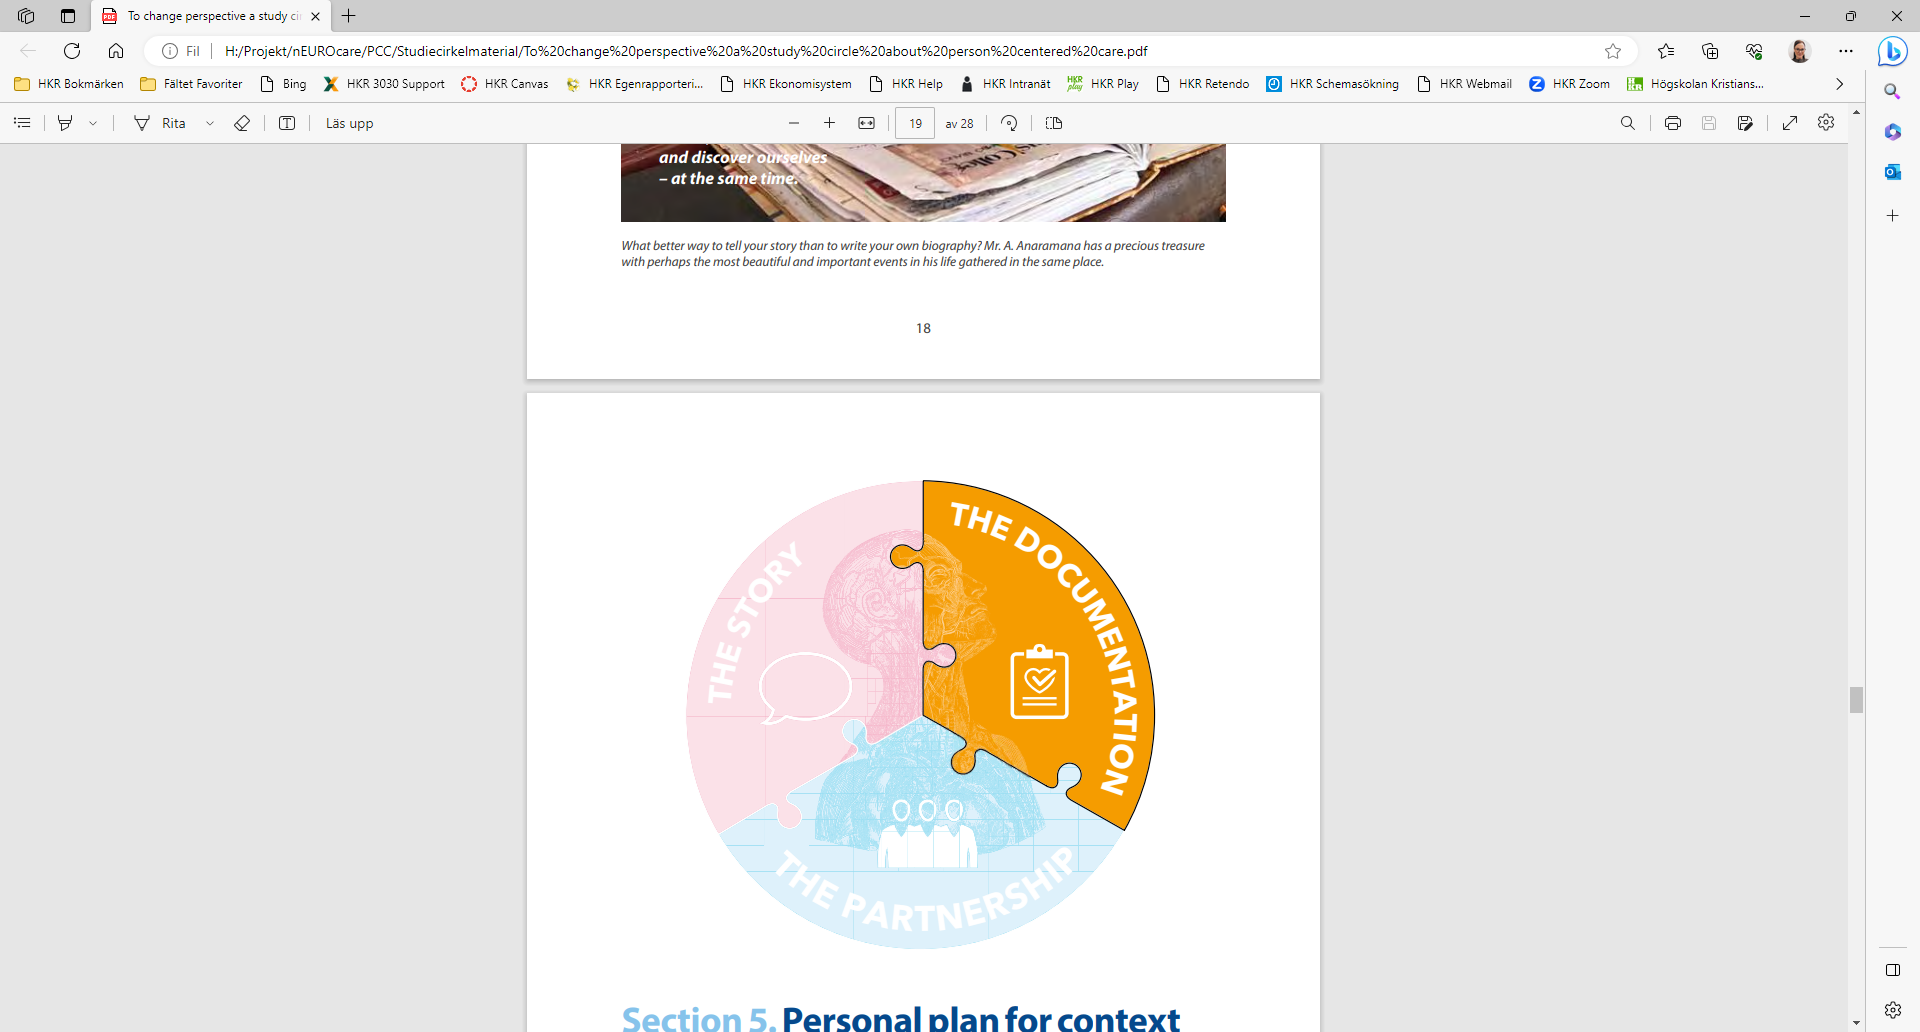 To change perspective a study ci
Fil
H:/Projekt/nEUROcare/PCC/Studiecirkelmaterial/To%20change%20perspective%20a%20study%20circle%20about%20person%20centered%20care.pdf
HKR Bokmärken
Fältet Favoriter
Bing
HKR 3030 Support
HKR Canvas
HKR Egenrapporteri...
HKR Ekonomisystem
HKR Help
HKR Intranät
HKR play
HKR Play
HKR Retendo
HKR Schemasökning
HKR Webmail
HKR Zoom
Högskolan Kristians...
Rita
Läs upp
19
av 28
and discover ourselves
– at the same time.
What better way to tell your story than to write your own biography? Mr. A. Anaramana has a precious treasure
with perhaps the most beautiful and important events in his life gathered in the same place.
18
THE STORY
THE DOCUMENTATION
THE PARTNERSHIP
Section 5. Personal plan for context